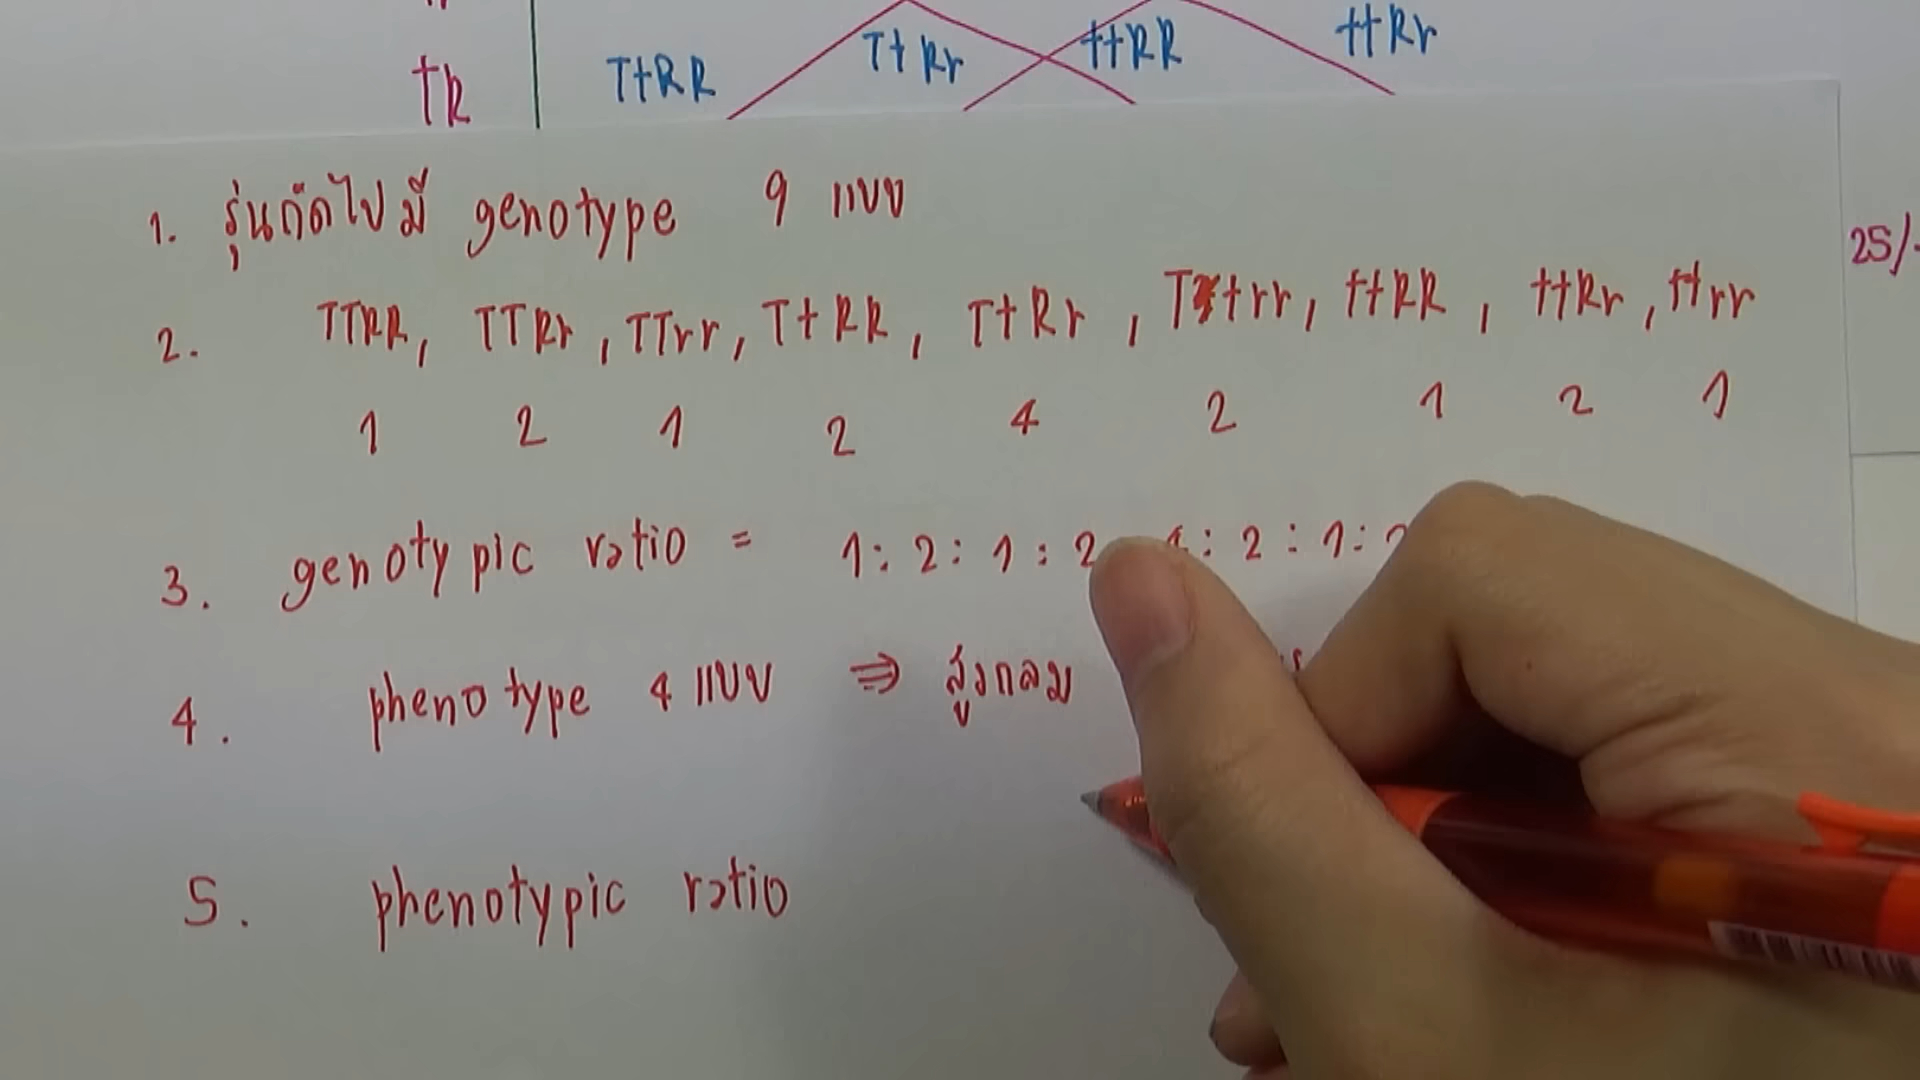 tR TtRR TtRr ttRR ttRr
1. รุ่นถัดไปมี genotype 9 แบบ
25/
2. TTRR, TTRr, TTrr, TtRR, TtRr, Ttrr, ttRR, ttRr, ttrr
1 2 1 2 4 2 1 2 1
3. genotypic ratio = 1 : 2 : 1 : 2 : 2 : 1 :
4. phenotype 4 แบบ ⇒ สูงกลม
5. phenotypic ratio